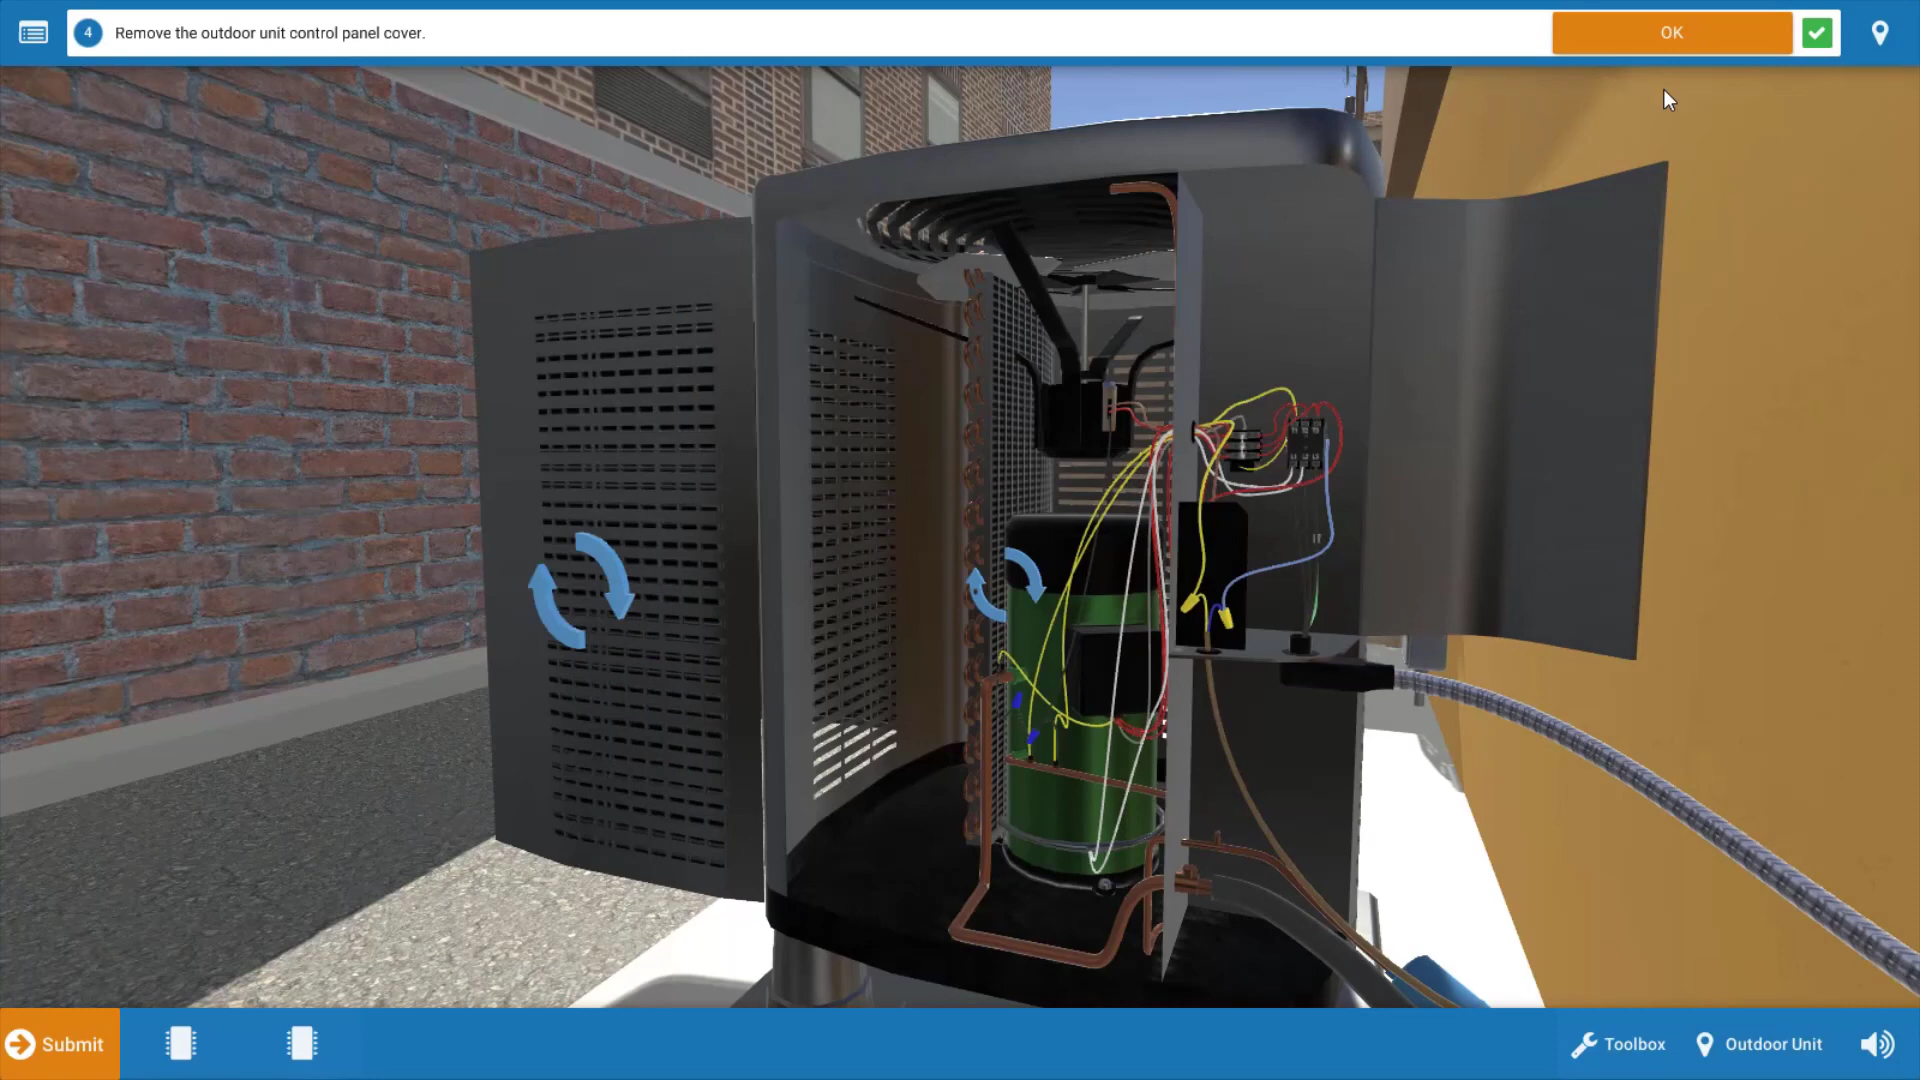 4 Remove the outdoor unit control panel cover.
OK
Submit
Toolbox
Outdoor Unit